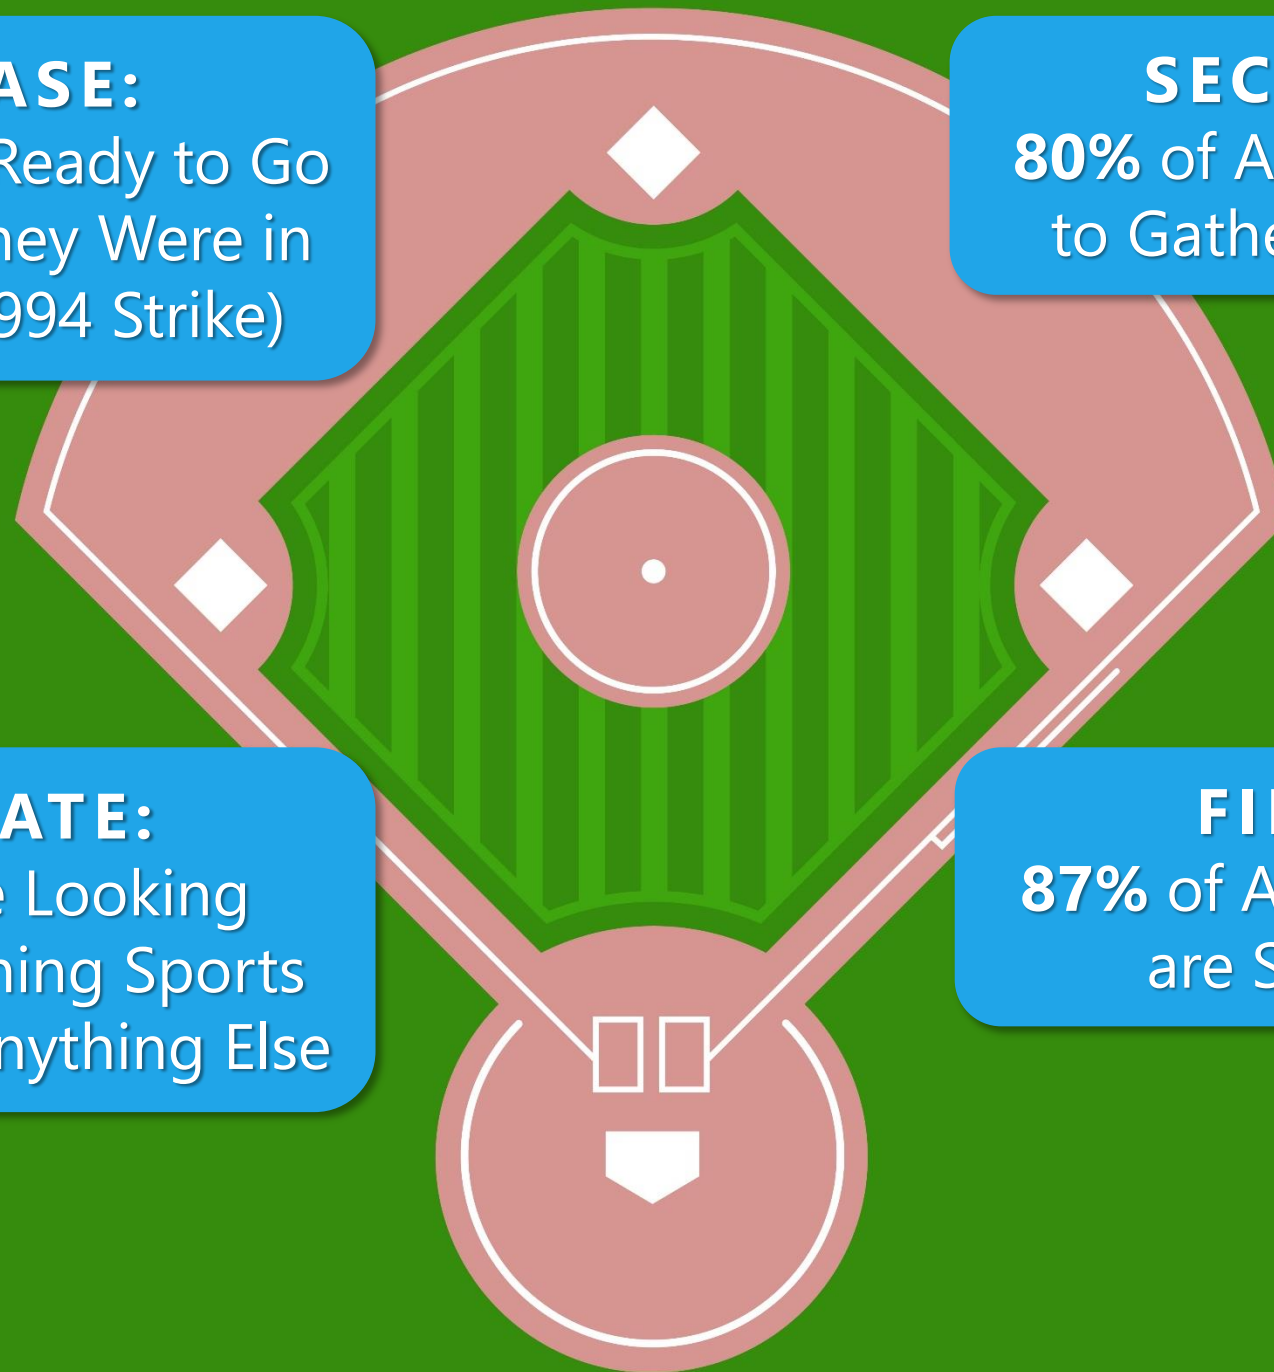 ASE:
Ready to Go
hey Were in
994 Strike)
SEC
80% of A
to Gathe
ATE:
e Looking
ning Sports
nything Else
FI
87% of A
are S